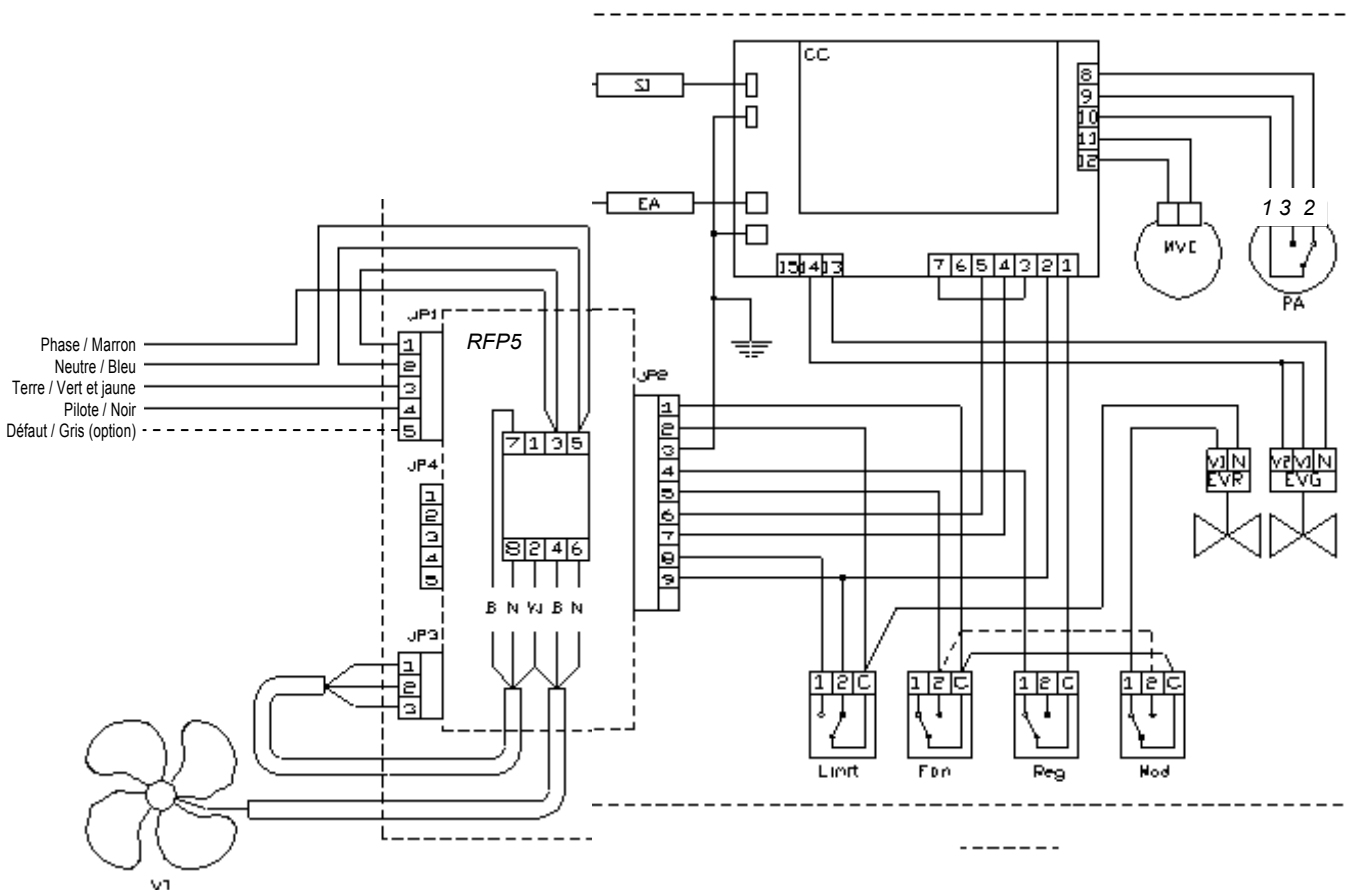 CC
8
9
10
11
12
SI
EA
1 3 2
MVC
PA
15 14 13
7 6 5 4 3 2 1
JP1
RFP5
Phase / Marron
Neutre / Bleu
Terre / Vert et jaune
Pilote / Noir
Défaut / Gris (option)
1
2
3
4
5
JP2
1
2
3
4
5
6
7
8
9
7 1 3 5
JP4
1
2
3
4
5
8 2 4 6
B N VJ B N
VJ N
EVR
V2 VJ N
EVG
JP3
1
2
3
1 2 C
1 2 C
1 2 C
1 2 C
Limit
Fan
Reg
Mod